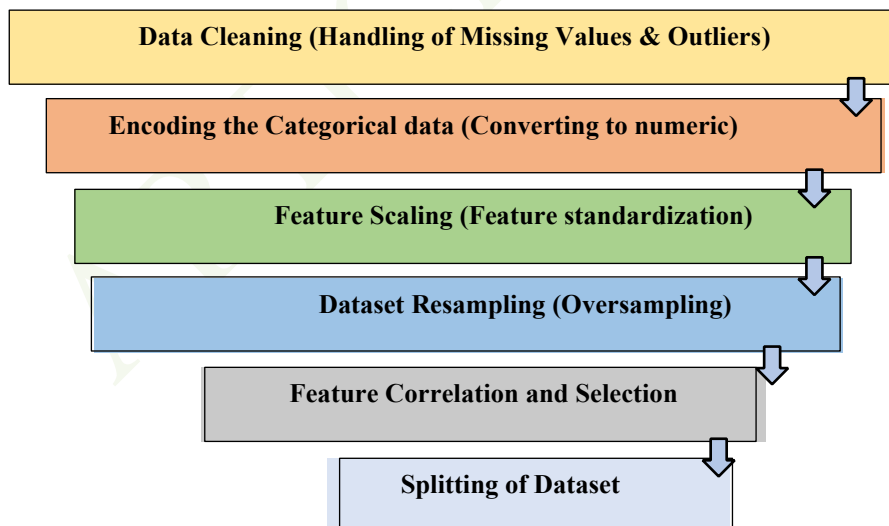 Data Cleaning (Handling of Missing Values & Outliers)
Encoding the Categorical data (Converting to numeric)
Feature Scaling (Feature standardization)
Dataset Resampling (Oversampling)
Feature Correlation and Selection
Splitting of Dataset